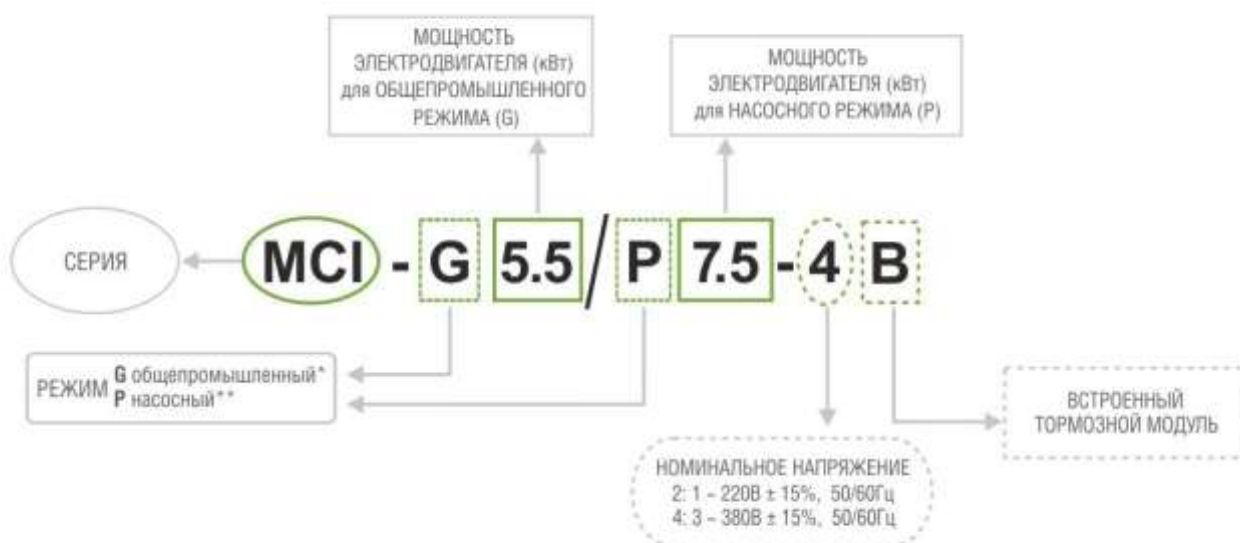 МОЩНОСТЬ
ЭЛЕКТРОДВИГАТЕЛЯ (кВт)
для ОБЩЕПРОМЫШЛЕННОГО
РЕЖИМА (G)
МОЩНОСТЬ
ЭЛЕКТРОДВИГАТЕЛЯ (кВт)
для НАСОСНОГО РЕЖИМА (P)
СЕРИЯ
MCI - G 5.5 / P 7.5 - 4 B
РЕЖИМ G общепромышленный*
P насосный**
ВСТРОЕННЫЙ
ТОРМОЗНОЙ МОДУЛЬ
НОМИНАЛЬНОЕ НАПРЯЖЕНИЕ
2: 1 ~ 220В ± 15%, 50/60Гц
4: 3 ~ 380В ± 15%, 50/60Гц